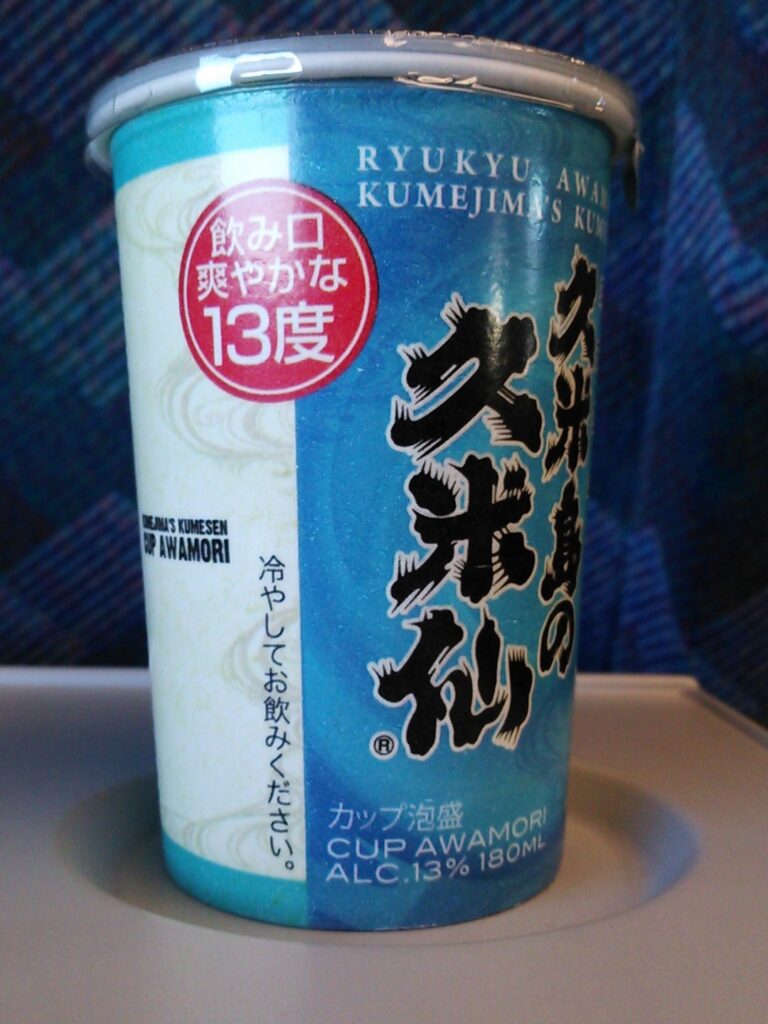 RYUKYU
KUMEJIMA'S
飲み口
爽やかな
13度
久米島の
久米仙
®
KUMEJIMA'S KUMESEN
CUP AWAMORI
冷やしてお飲みください。
カップ泡盛
CUP AWAMORI
ALC.13% 180ML